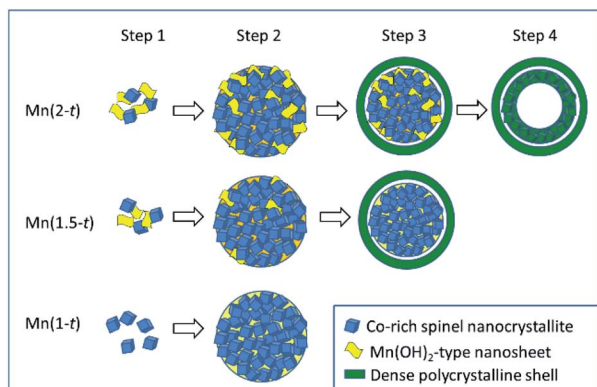 Step 1 Step 2 Step 3 Step 4
Mn(2-t)
Mn(1.5-t)
Mn(1-t)
Co-rich spinel nanocrystallite
Mn(OH)₂-type nanosheet
Dense polycrystalline shell